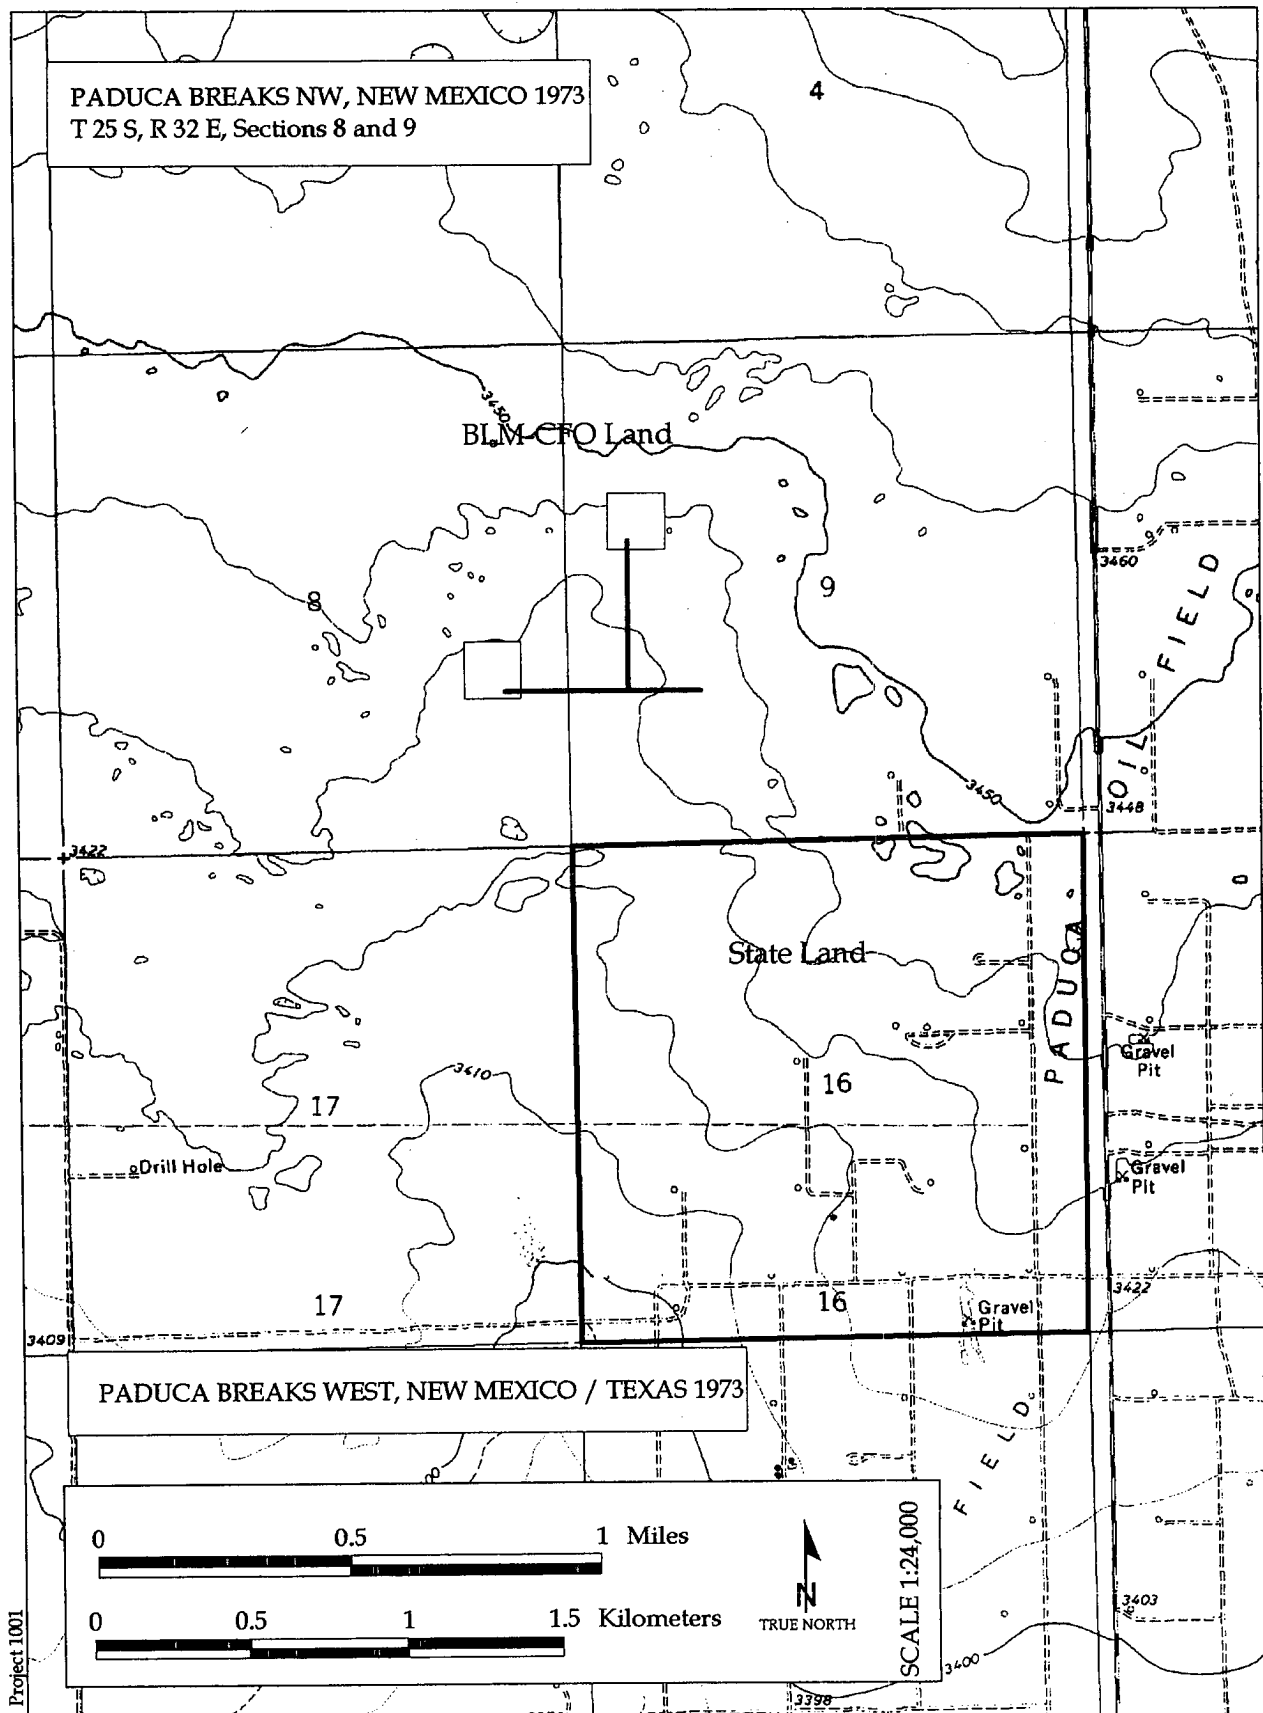 PADUCA BREAKS NW, NEW MEXICO 1973
T 25 S, R 32 E, Sections 8 and 9
4
3450
BLM-CFO Land
3460
9
OIL FIELD
3450
3448
3422
State Land
PADUCA
Gravel
Pit
3410
17
16
Drill Hole
Gravel
Pit
17
16
3422
Gravel
Pit
3409
PADUCA BREAKS WEST, NEW MEXICO / TEXAS 1973
FIELD
0 0.5 1 Miles
0 0.5 1 1.5 Kilometers
N
TRUE NORTH
SCALE 1:24,000
3403
3400
3398
Project 1001